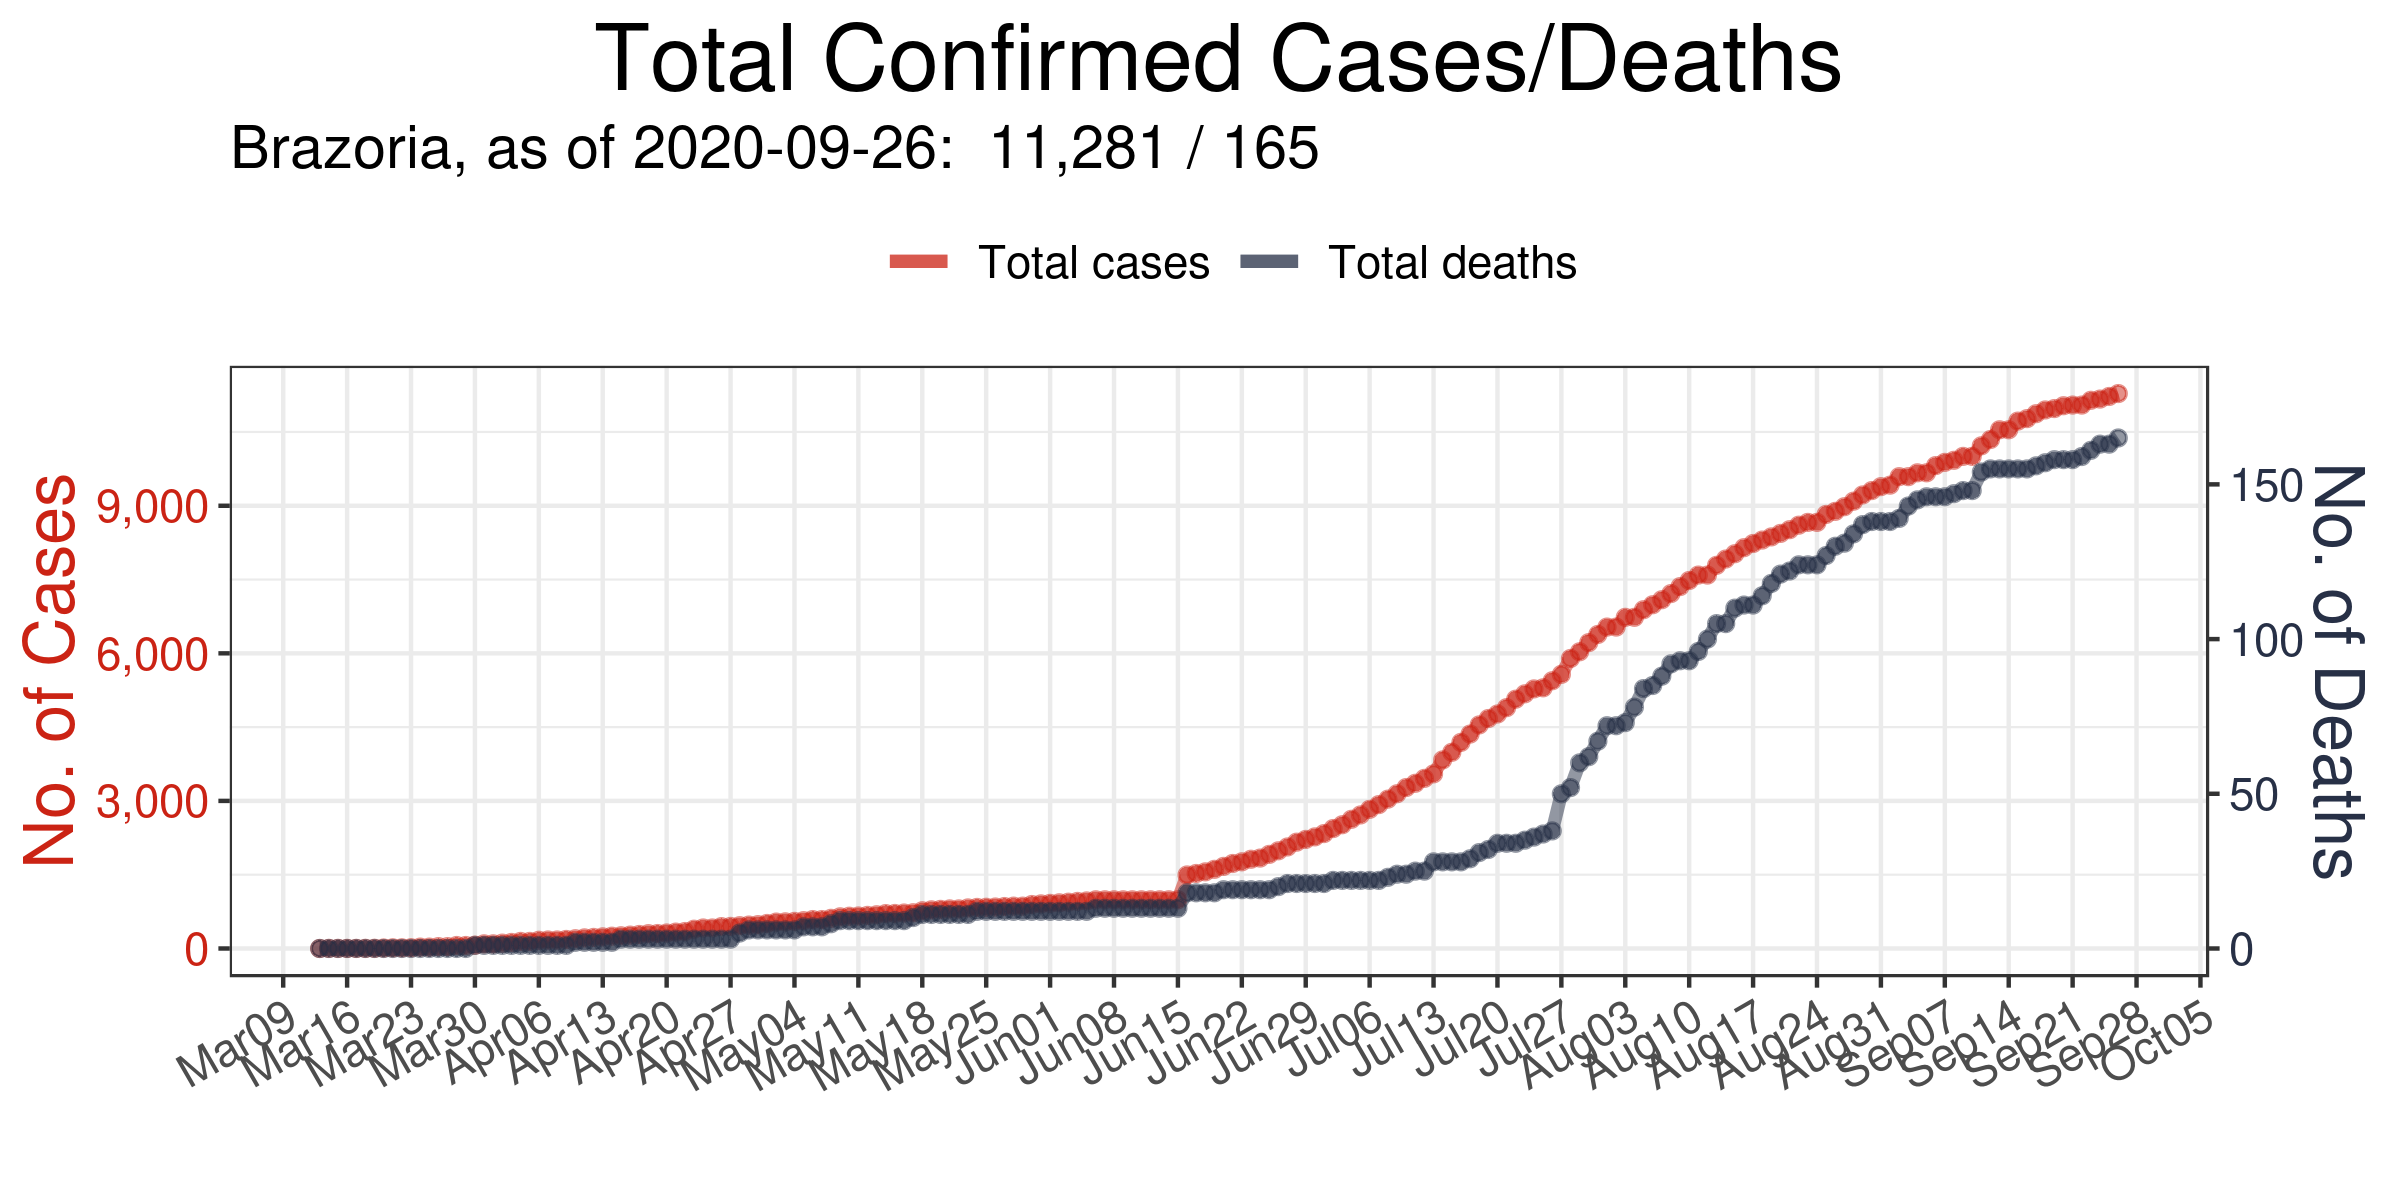 Total Confirmed Cases/Deaths
Brazoria, as of 2020-09-26:  11,281 / 165
Total cases
Total deaths
No. of Cases
9,000
6,000
3,000
0
150
100
50
0
No. of Deaths
Mar09
Mar16
Mar23
Mar30
Apr06
Apr13
Apr20
Apr27
May04
May11
May18
May25
Jun01
Jun08
Jun15
Jun22
Jun29
Jul06
Jul13
Jul20
Jul27
Aug03
Aug10
Aug17
Aug24
Aug31
Sep07
Sep14
Sep21
Sep28
Oct05